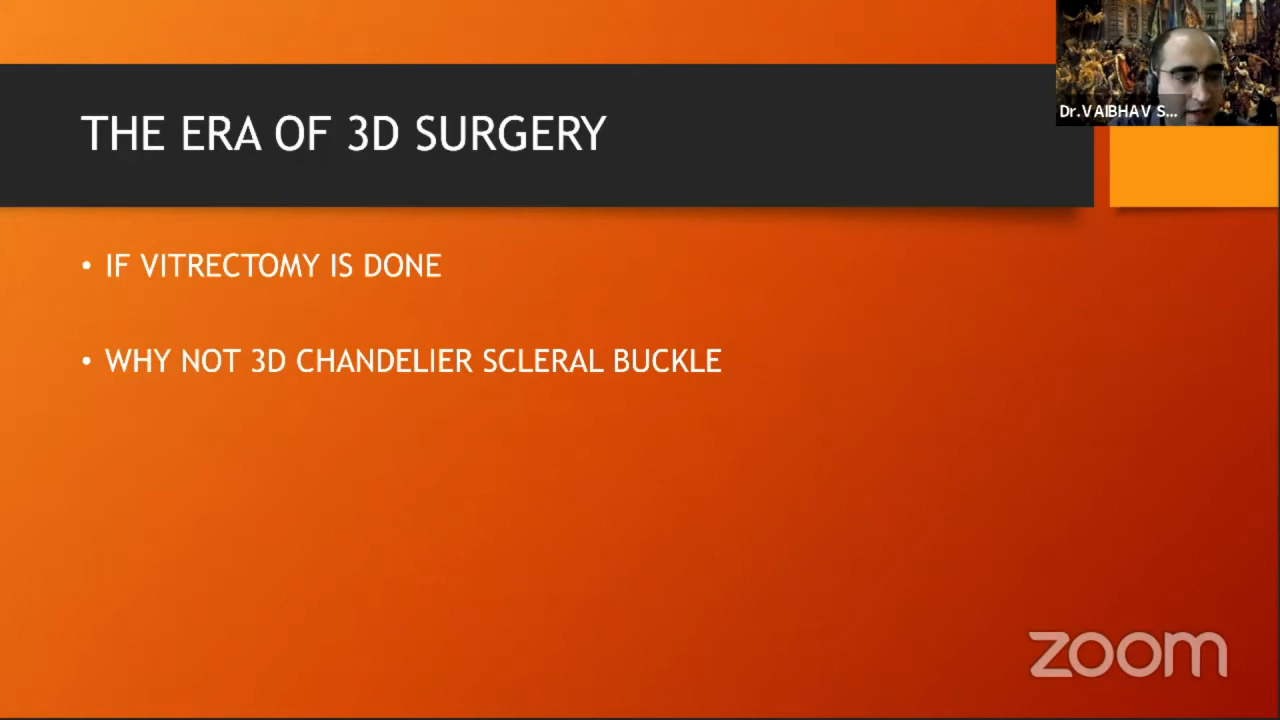 THE ERA OF 3D SURGERY
Dr.VAIBHAV S...
• IF VITRECTOMY IS DONE
• WHY NOT 3D CHANDELIER SCLERAL BUCKLE
zoom